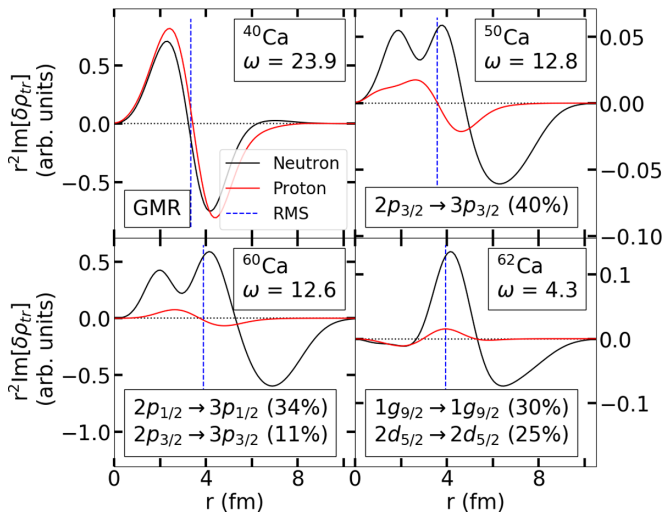 ⁴⁰Ca
ω = 23.9
GMR
Neutron
Proton
RMS
0.5
0.0
−0.5
r²Im[δρ_tr]
(arb. units)
⁵⁰Ca
ω = 12.8
2p₃/₂→3p₃/₂ (40%)
0.05
0.00
−0.05
−0.10
⁶⁰Ca
ω = 12.6
2p₁/₂→3p₁/₂ (34%)
2p₃/₂→3p₃/₂ (11%)
0.5
0.0
−0.5
−1.0
r²Im[δρ_tr]
(arb. units)
0 4 8
r (fm)
⁶²Ca
ω = 4.3
1g₉/₂→1g₉/₂ (30%)
2d₅/₂→2d₅/₂ (25%)
0.1
0.0
−0.1
0 4 8
r (fm)